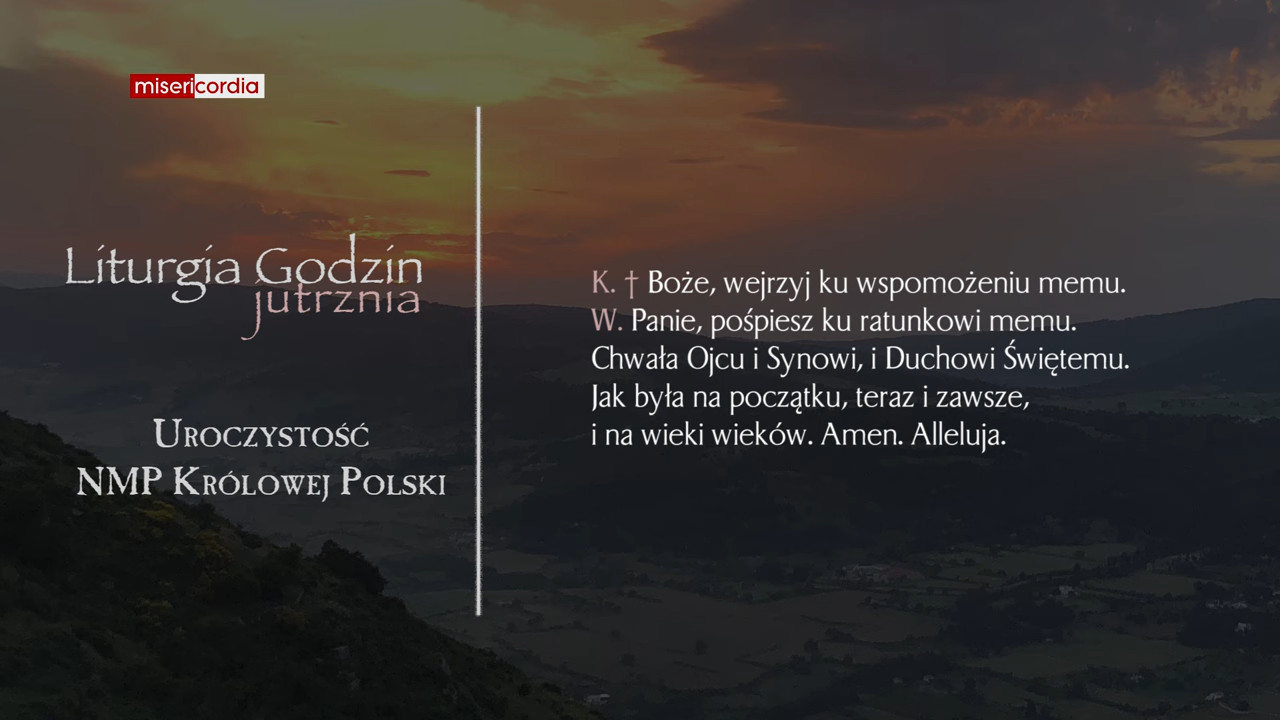 misericordia
Liturgia Godzin
jutrznia
Uroczystość
NMP Królowej Polski
K. † Boże, wejrzyj ku wspomożeniu memu.
W. Panie, pośpiesz ku ratunkowi memu.
Chwała Ojcu i Synowi, i Duchowi Świętemu.
Jak była na początku, teraz i zawsze,
i na wieki wieków. Amen. Alleluja.